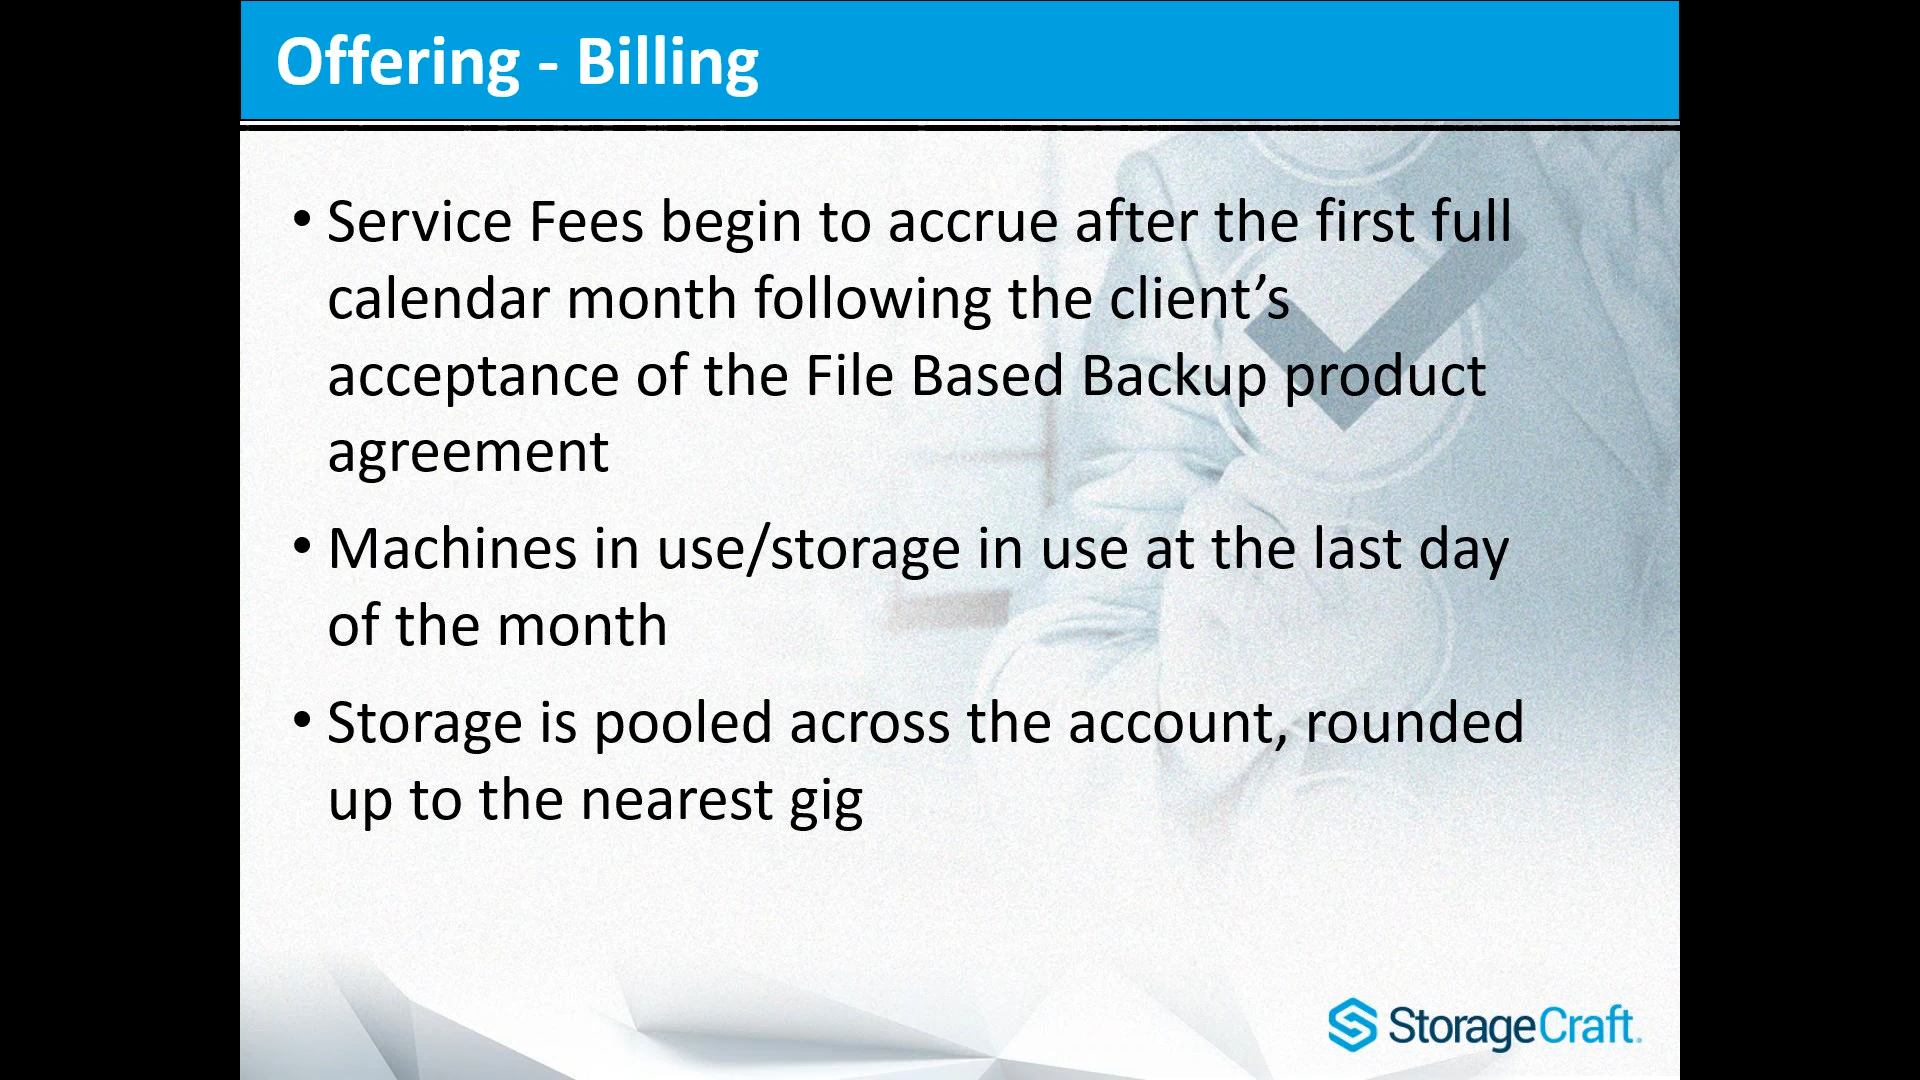 Offering - Billing
• Service Fees begin to accrue after the first full
calendar month following the client’s
acceptance of the File Based Backup product
agreement
• Machines in use/storage in use at the last day
of the month
• Storage is pooled across the account, rounded
up to the nearest gig
StorageCraft.